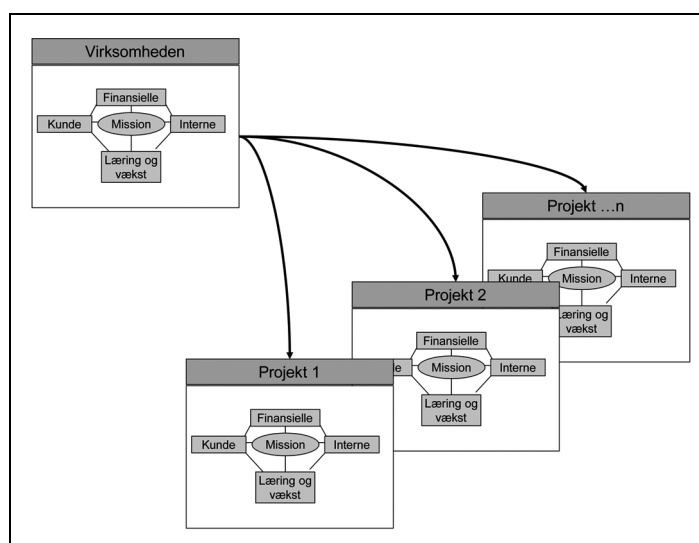 Virksomheden
Finansielle
Kunde Mission Interne
Læring og
vækst
Projekt ...n
Finansielle
Kunde Mission Interne
Læring og
vækst
Projekt 2
Finansielle
Mission Interne
Læring og
vækst
Projekt 1
Finansielle
Kunde Mission Interne
Læring og
vækst